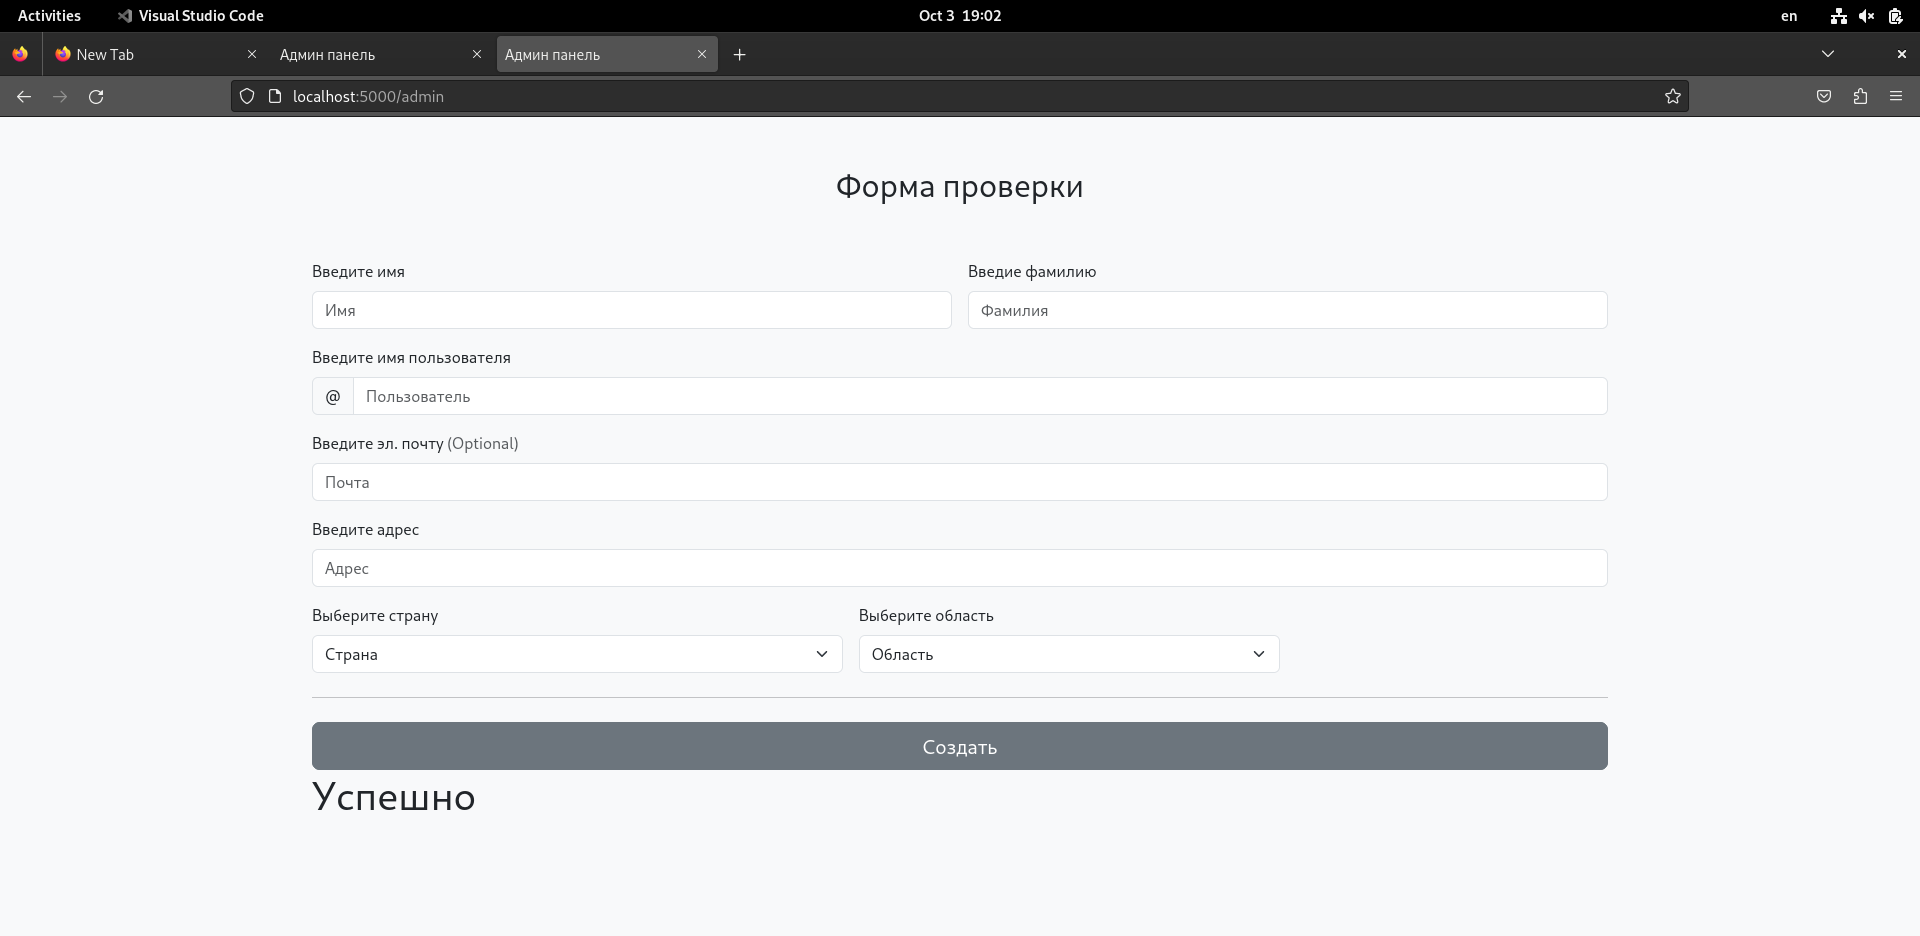 Activities Visual Studio Code Oct 3 19:02 en
New Tab Админ панель Админ панель
localhost:5000/admin
Форма проверки
Введите имя Введие фамилию
Имя Фамилия
Введите имя пользователя
@ Пользователь
Введите эл. почту (Optional)
Почта
Введите адрес
Адрес
Выберите страну Выберите область
Страна Область
Создать
Успешно